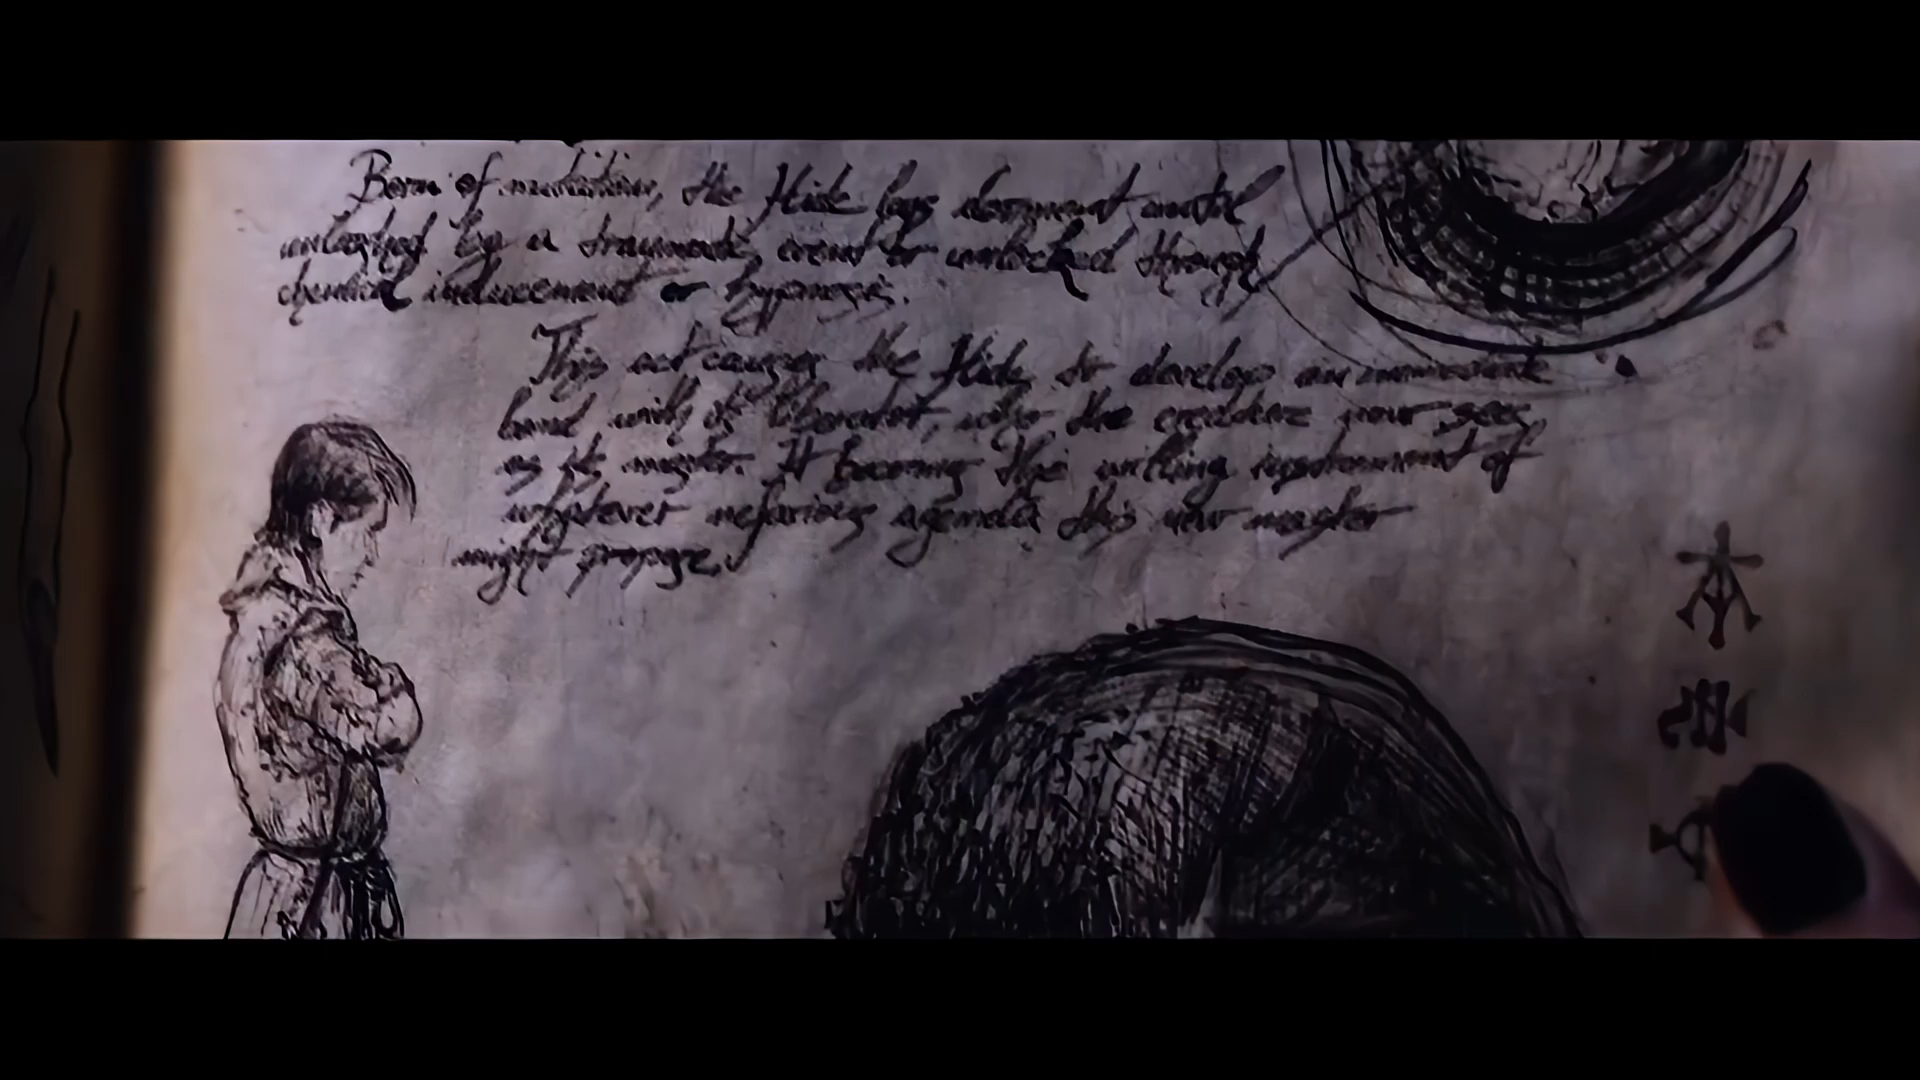 Born of mutation, the Hide lays dormant until
unleashed by a traumatic event or unlocked through
chemical inducement or hypnosis.
This act causes the Hide to develop an immediate
bond with its liberator, who the creature now sees
as its master. It becomes the willing instrument of
whatever nefarious agenda this new master
might propose.